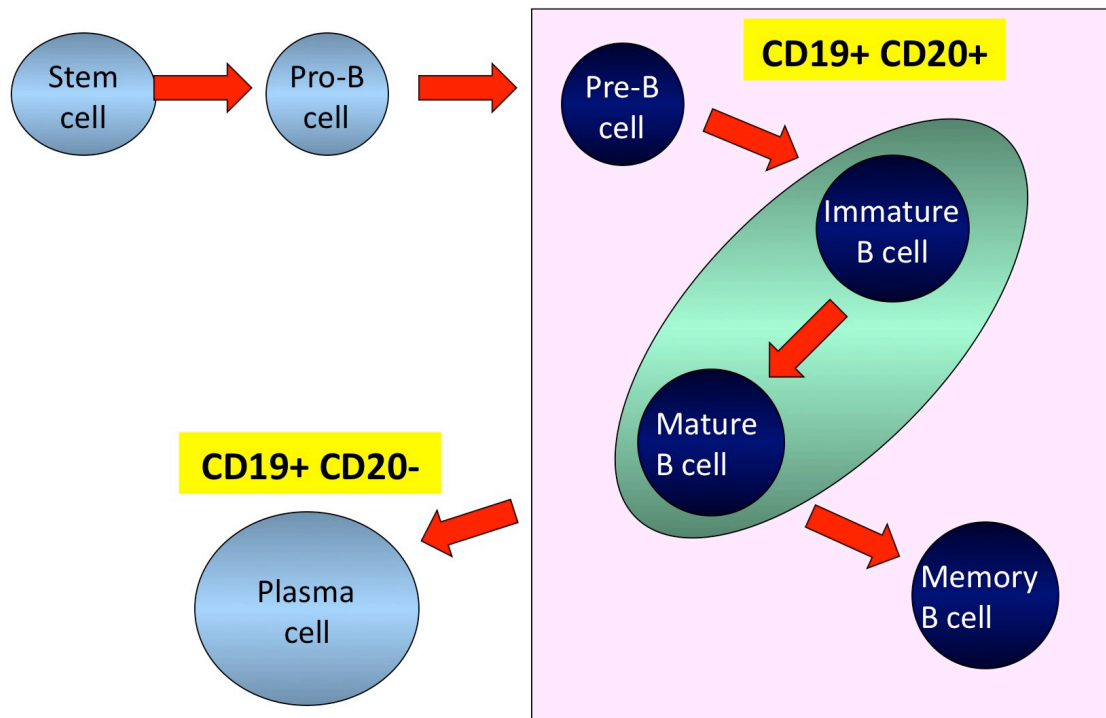 Stem
cell
Pro-B
cell
CD19+ CD20+
Pre-B
cell
Immature
B cell
Mature
B cell
CD19+ CD20-
Plasma
cell
Memory
B cell